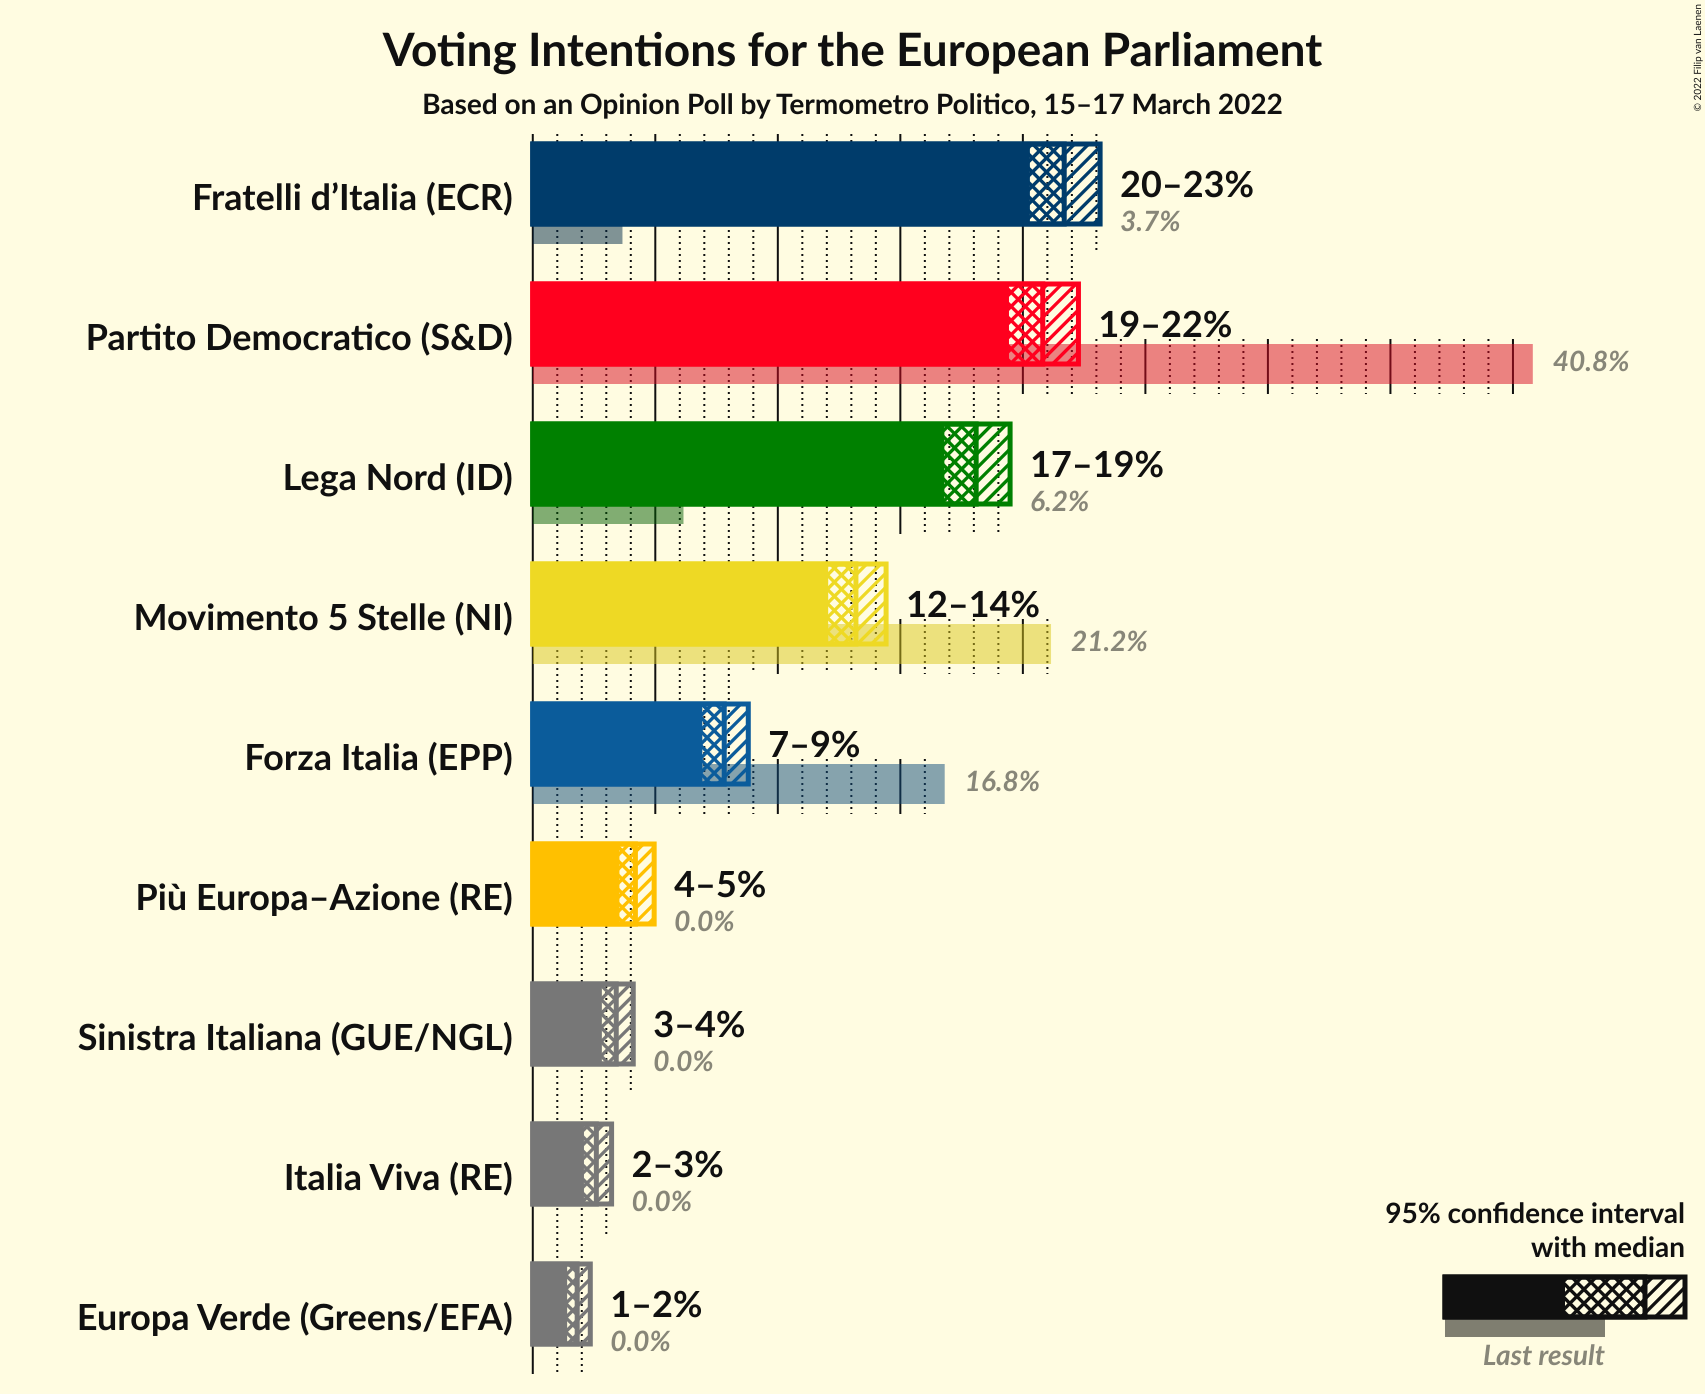 Voting Intentions for the European Parliament
Based on an Opinion Poll by Termometro Politico, 15–17 March 2022
© 2022 Filip van Laenen
Fratelli d’Italia (ECR)
20–23%
3.7%
Partito Democratico (S&D)
19–22%
40.8%
Lega Nord (ID)
17–19%
6.2%
Movimento 5 Stelle (NI)
12–14%
21.2%
Forza Italia (EPP)
7–9%
16.8%
Più Europa–Azione (RE)
4–5%
0.0%
Sinistra Italiana (GUE/NGL)
3–4%
0.0%
Italia Viva (RE)
2–3%
0.0%
Europa Verde (Greens/EFA)
1–2%
0.0%
95% confidence interval
with median
Last result